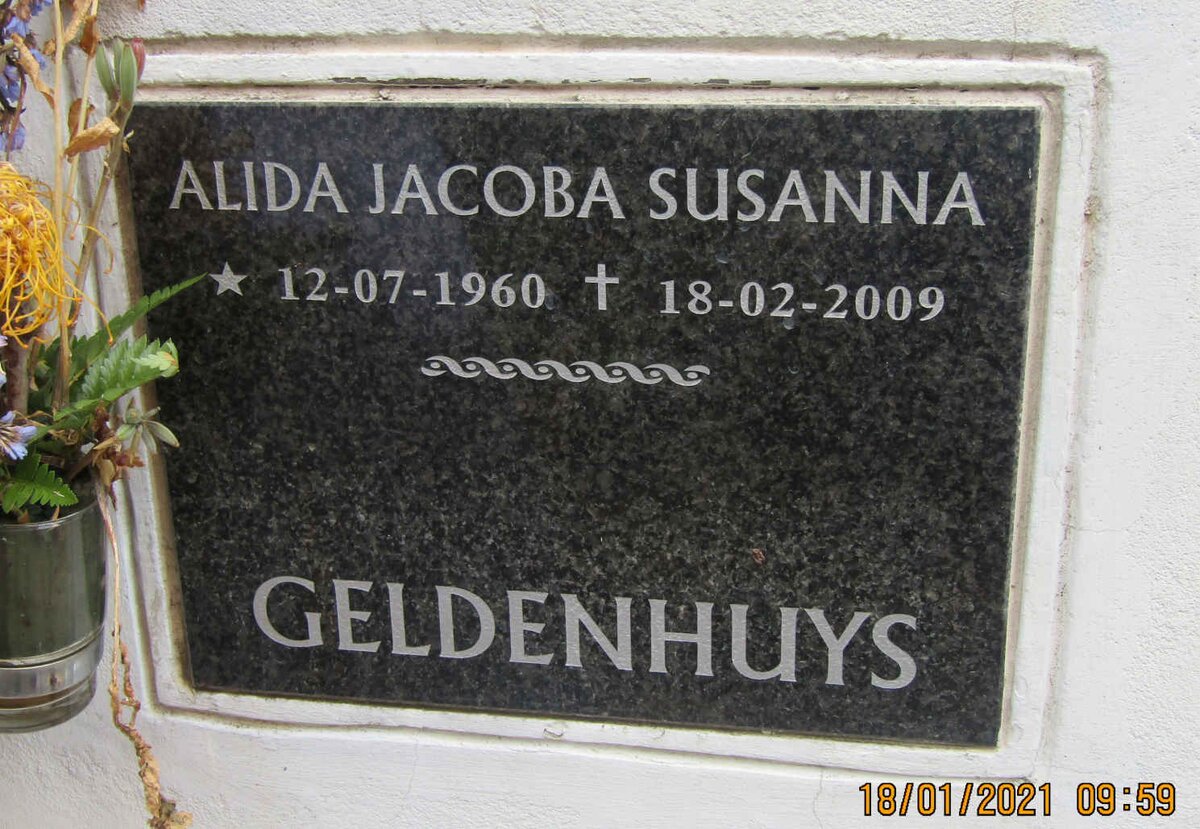 ALIDA JACOBA SUSANNA
★ 12-07-1960 ✝ 18-02-2009
GELDENHUYS
18/01/2021 09:59